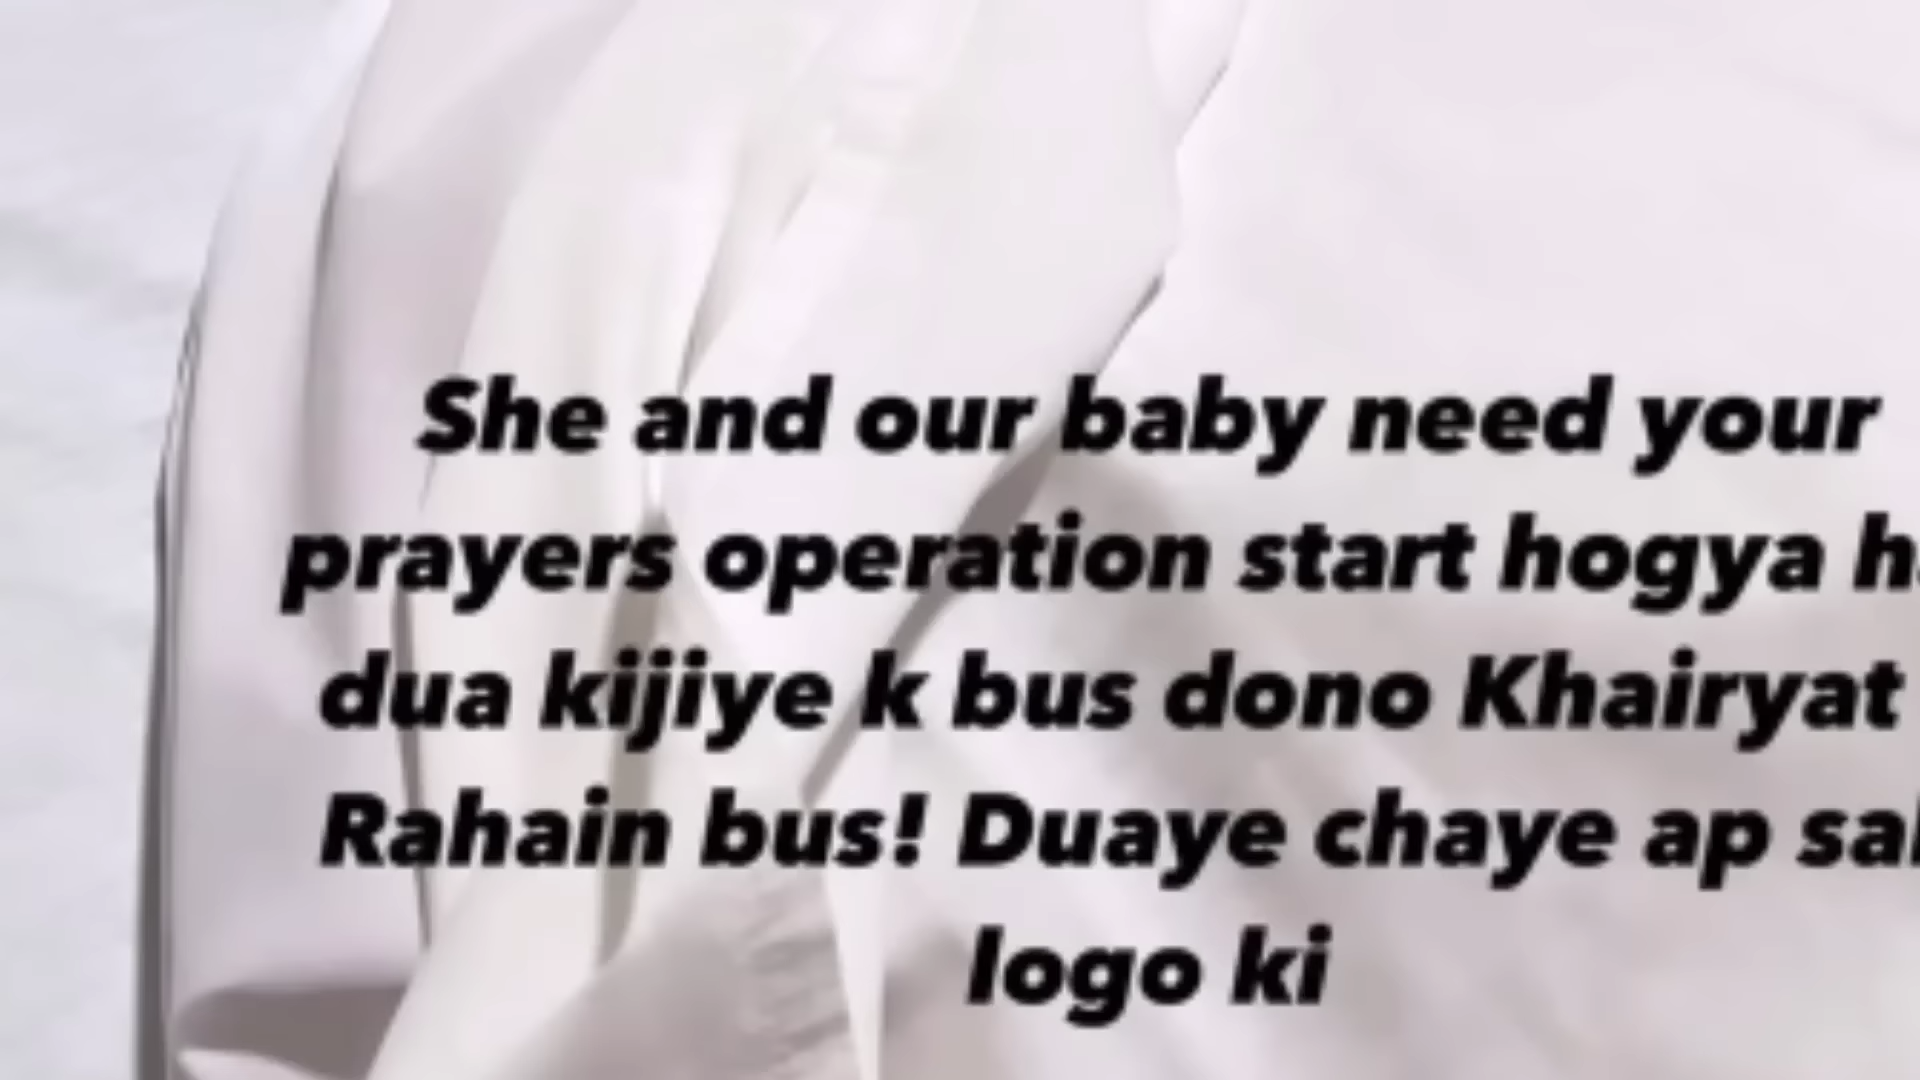 She and our baby need your
prayers operation start hogya
dua kijiye k bus dono Khairyat
Rahain bus! Duaye chaye ap
logo ki